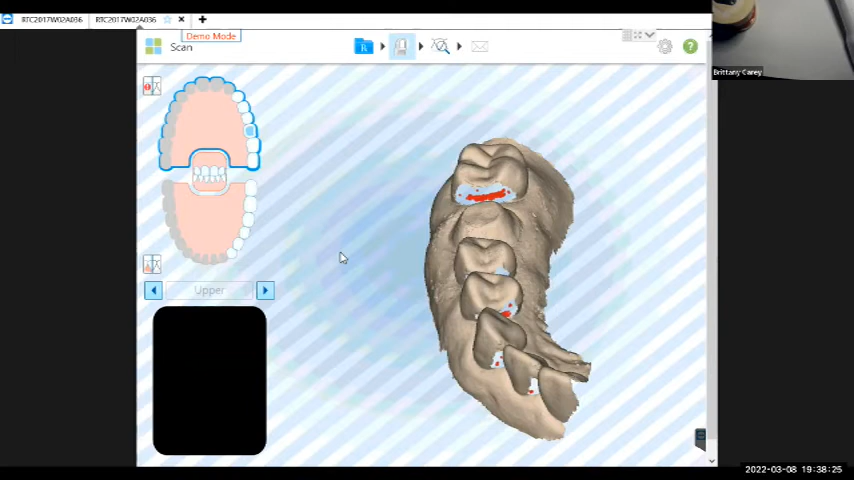 RTC2017W02A036
RTC2017W02A036
Demo Mode
Scan
R
?
Brittany Carey
Upper
2022-03-08 19:38:25